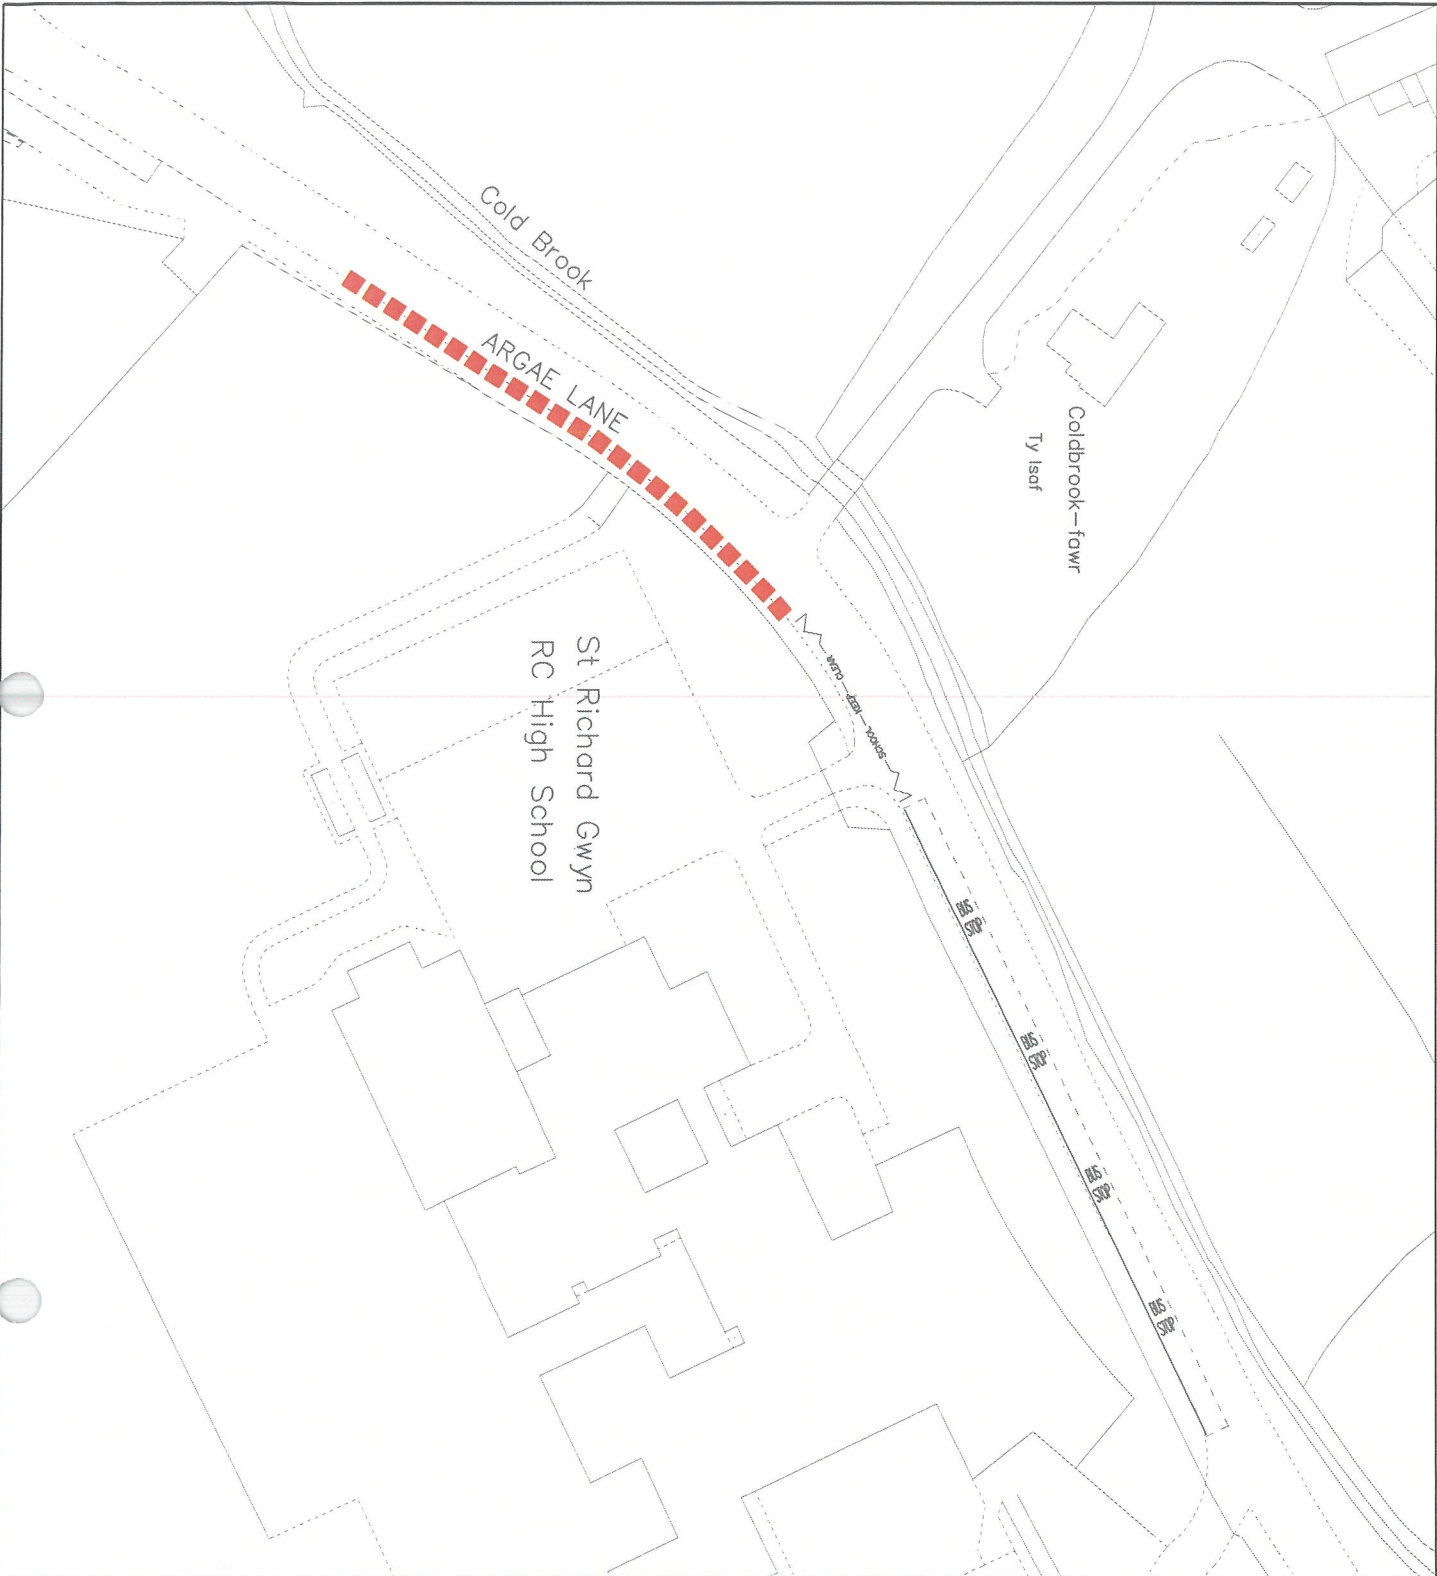 Cold Brook
ARGAE LANE
Coldbrook-fawr
Ty Isaf
St Richard Gwyn
RC High School
SCHOOL KEEP CLEAR
BUS
STOP
BUS
STOP
BUS
STOP
BUS
STOP